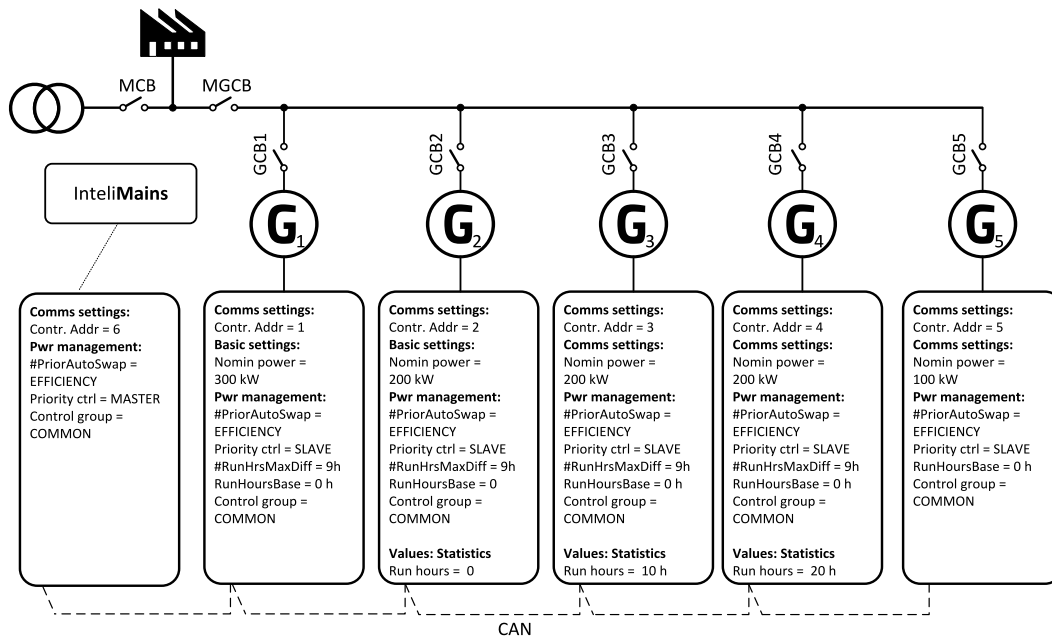 MCB
MGCB
GCB1
GCB2
GCB3
GCB4
GCB5
InteliMains
G1
G2
G3
G4
G5
Comms settings:
Contr. Addr = 6
Pwr management:
#PriorAutoSwap =
EFFICIENCY
Priority ctrl = MASTER
Control group =
COMMON
Comms settings:
Contr. Addr = 1
Basic settings:
Nomin power =
300 kW
Pwr management:
#PriorAutoSwap =
EFFICIENCY
Priority ctrl = SLAVE
#RunHrsMaxDiff = 9h
RunHoursBase = 0 h
Control group =
COMMON
Comms settings:
Contr. Addr = 2
Basic settings:
Nomin power =
200 kW
Pwr management:
#PriorAutoSwap =
EFFICIENCY
Priority ctrl = SLAVE
#RunHrsMaxDiff = 9h
RunHoursBase = 0
Control group =
COMMON
Values: Statistics
Run hours = 0
Comms settings:
Contr. Addr = 3
Comms settings:
Nomin power =
200 kW
Pwr management:
#PriorAutoSwap =
EFFICIENCY
Priority ctrl = SLAVE
#RunHrsMaxDiff = 9h
RunHoursBase = 0 h
Control group =
COMMON
Values: Statistics
Run hours = 10 h
Comms settings:
Contr. Addr = 4
Comms settings:
Nomin power =
200 kW
Pwr management:
#PriorAutoSwap =
EFFICIENCY
Priority ctrl = SLAVE
#RunHrsMaxDiff = 9h
RunHoursBase = 0 h
Control group =
COMMON
Values: Statistics
Run hours = 20 h
Comms settings:
Contr. Addr = 5
Comms settings:
Nomin power =
100 kW
Pwr management:
#PriorAutoSwap =
EFFICIENCY
Priority ctrl = SLAVE
RunHoursBase = 0 h
Control group =
COMMON
CAN